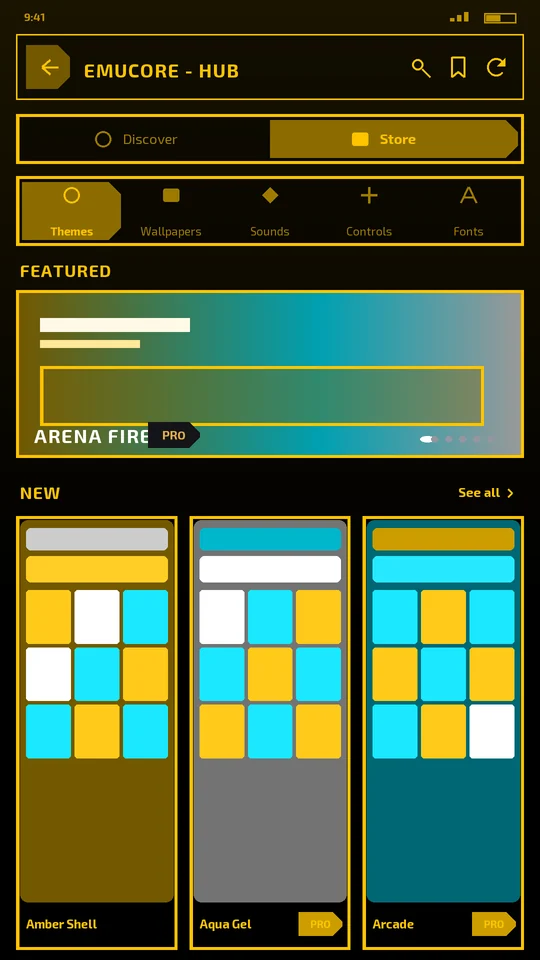 9:41
EMUCORE - HUB
Discover
Store
Themes
Wallpapers
Sounds
Controls
Fonts
FEATURED
ARENA FIRE
PRO
NEW
See all
Amber Shell
Aqua Gel
PRO
Arcade
PRO